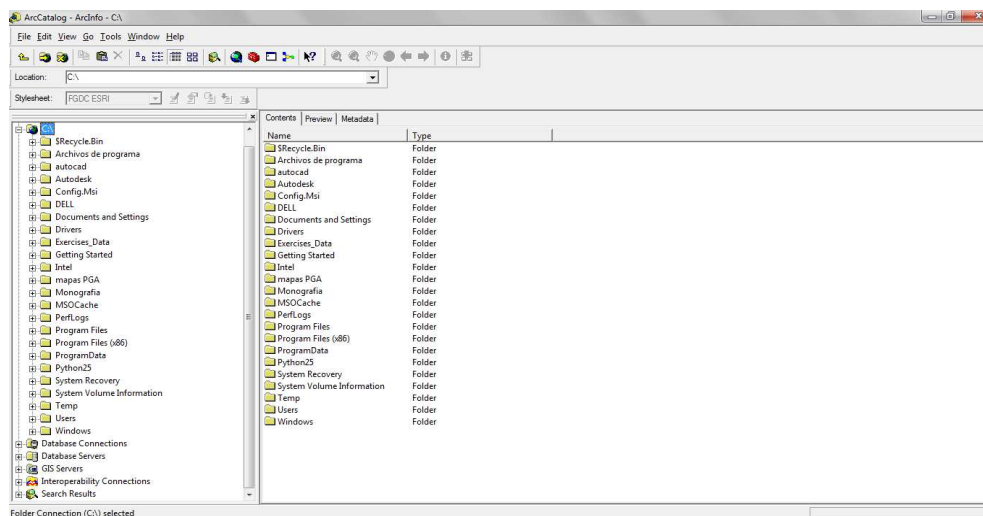 ArcCatalog - ArcInfo - C:\
File Edit View Go Tools Window Help
Location: C:\
Stylesheet: FGDC ESRI
C:\
$Recycle.Bin
Archivos de programa
autocad
Autodesk
Config.Msi
DELL
Documents and Settings
Drivers
Exercises_Data
Getting Started
Intel
mapas PGA
Monografia
MSOCache
PerfLogs
Program Files
Program Files (x86)
ProgramData
Python25
System Recovery
System Volume Information
Temp
Users
Windows
Database Connections
Database Servers
GIS Servers
Interoperability Connections
Search Results
Contents Preview Metadata
Name Type
$Recycle.Bin Folder
Archivos de programa Folder
autocad Folder
Autodesk Folder
Config.Msi Folder
DELL Folder
Documents and Settings Folder
Drivers Folder
Exercises_Data Folder
Getting Started Folder
Intel Folder
mapas PGA Folder
Monografia Folder
MSOCache Folder
PerfLogs Folder
Program Files Folder
Program Files (x86) Folder
ProgramData Folder
Python25 Folder
System Recovery Folder
System Volume Information Folder
Temp Folder
Users Folder
Windows Folder
Folder Connection (C:\) selected